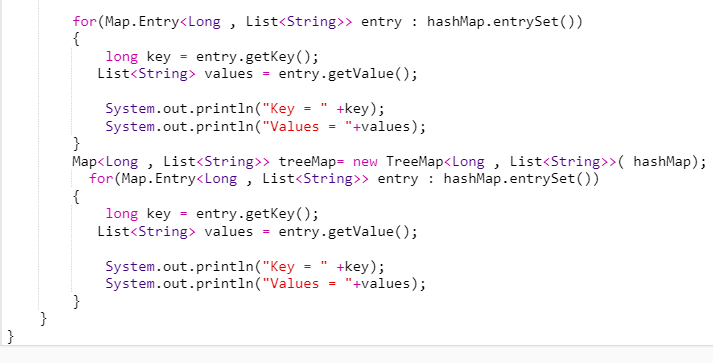 for(Map.Entry<Long , List<String>> entry : hashMap.entrySet())
{
long key = entry.getKey();
List<String> values = entry.getValue();
System.out.println("Key = " +key);
System.out.println("Values = "+values);
}
Map<Long , List<String>> treeMap= new TreeMap<Long , List<String>>( hashMap);
for(Map.Entry<Long , List<String>> entry : hashMap.entrySet())
{
long key = entry.getKey();
List<String> values = entry.getValue();
System.out.println("Key = " +key);
System.out.println("Values = "+values);
}
}
}